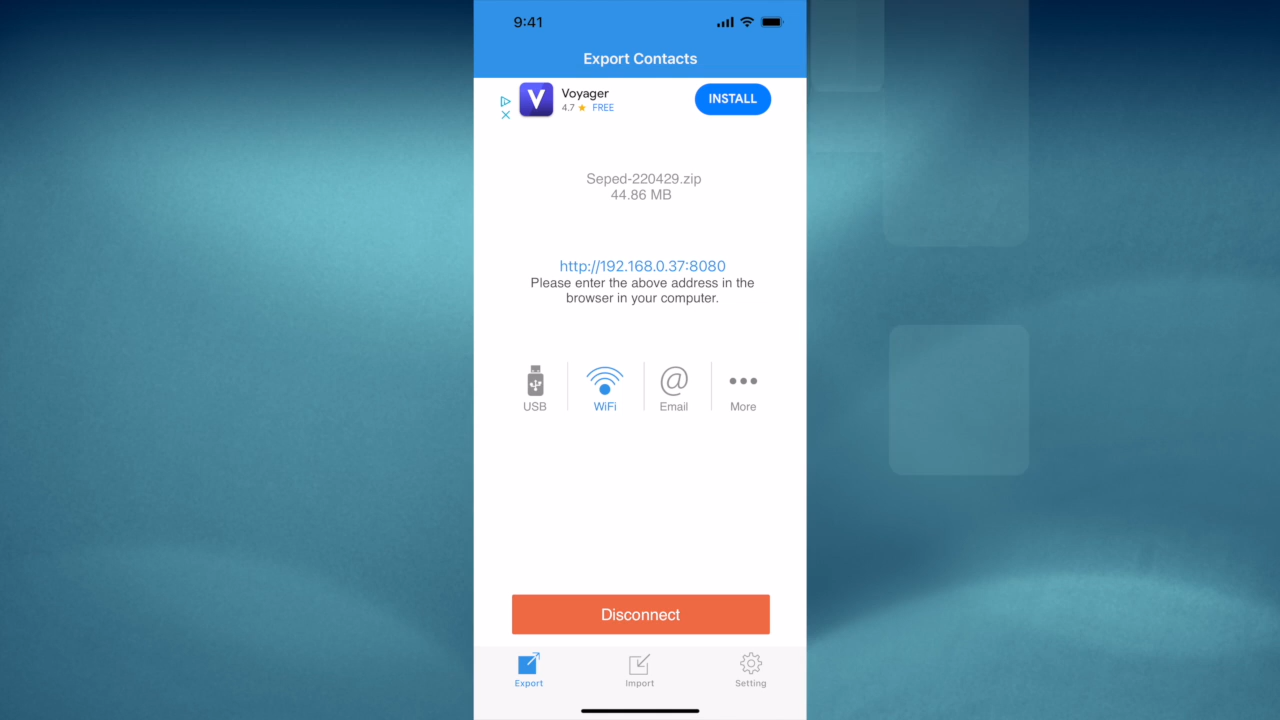 9:41
Export Contacts
V
Voyager
4.7 ★ FREE
INSTALL
Seped-220429.zip
44.86 MB
http://192.168.0.37:8080
Please enter the above address in the
browser in your computer.
USB
WiFi
@
Email
More
Disconnect
Export
Import
Setting